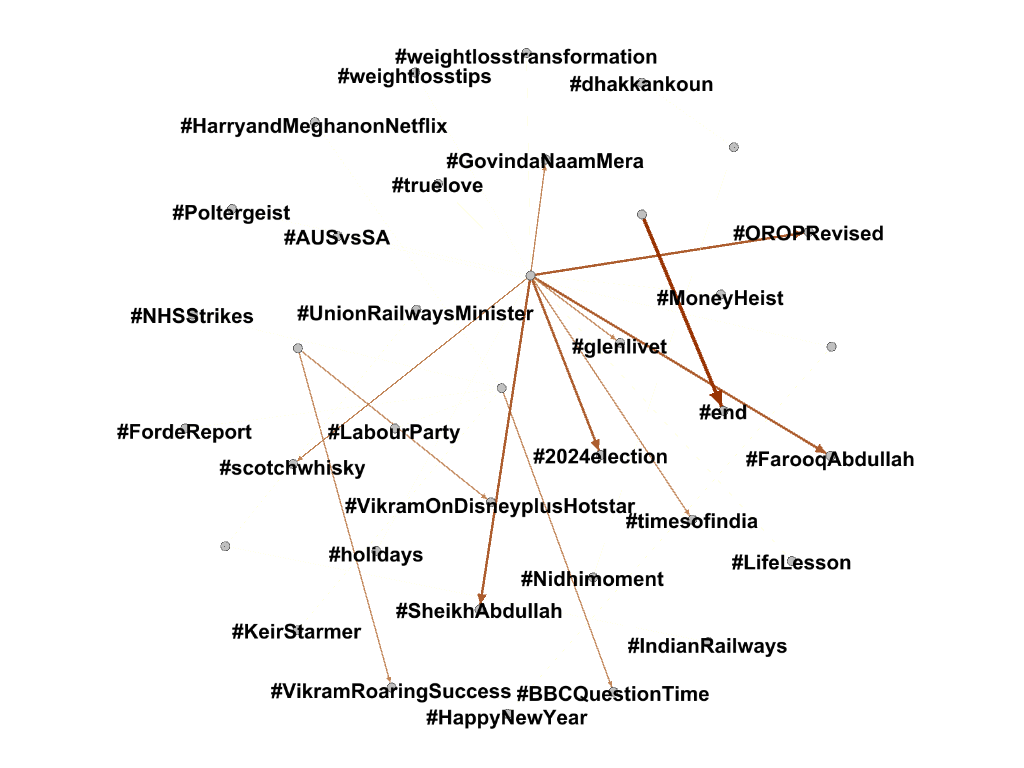 #weightlosstransformation
#weightlosstips
#dhakkankoun
#HarryandMeghanonNetflix
#GovindaNaamMera
#truelove
#Poltergeist
#AUSvsSA
#OROPRevised
#MoneyHeist
#NHSStrikes
#UnionRailwaysMinister
#glenlivet
#end
#FordeReport
#LabourParty
#2024election
#FarooqAbdullah
#scotchwhisky
#VikramOnDisneyplusHotstar
#timesofindia
#holidays
#LifeLesson
#Nidhimoment
#SheikhAbdullah
#KeirStarmer
#IndianRailways
#VikramRoaringSuccess
#BBCQuestionTime
#HappyNewYear